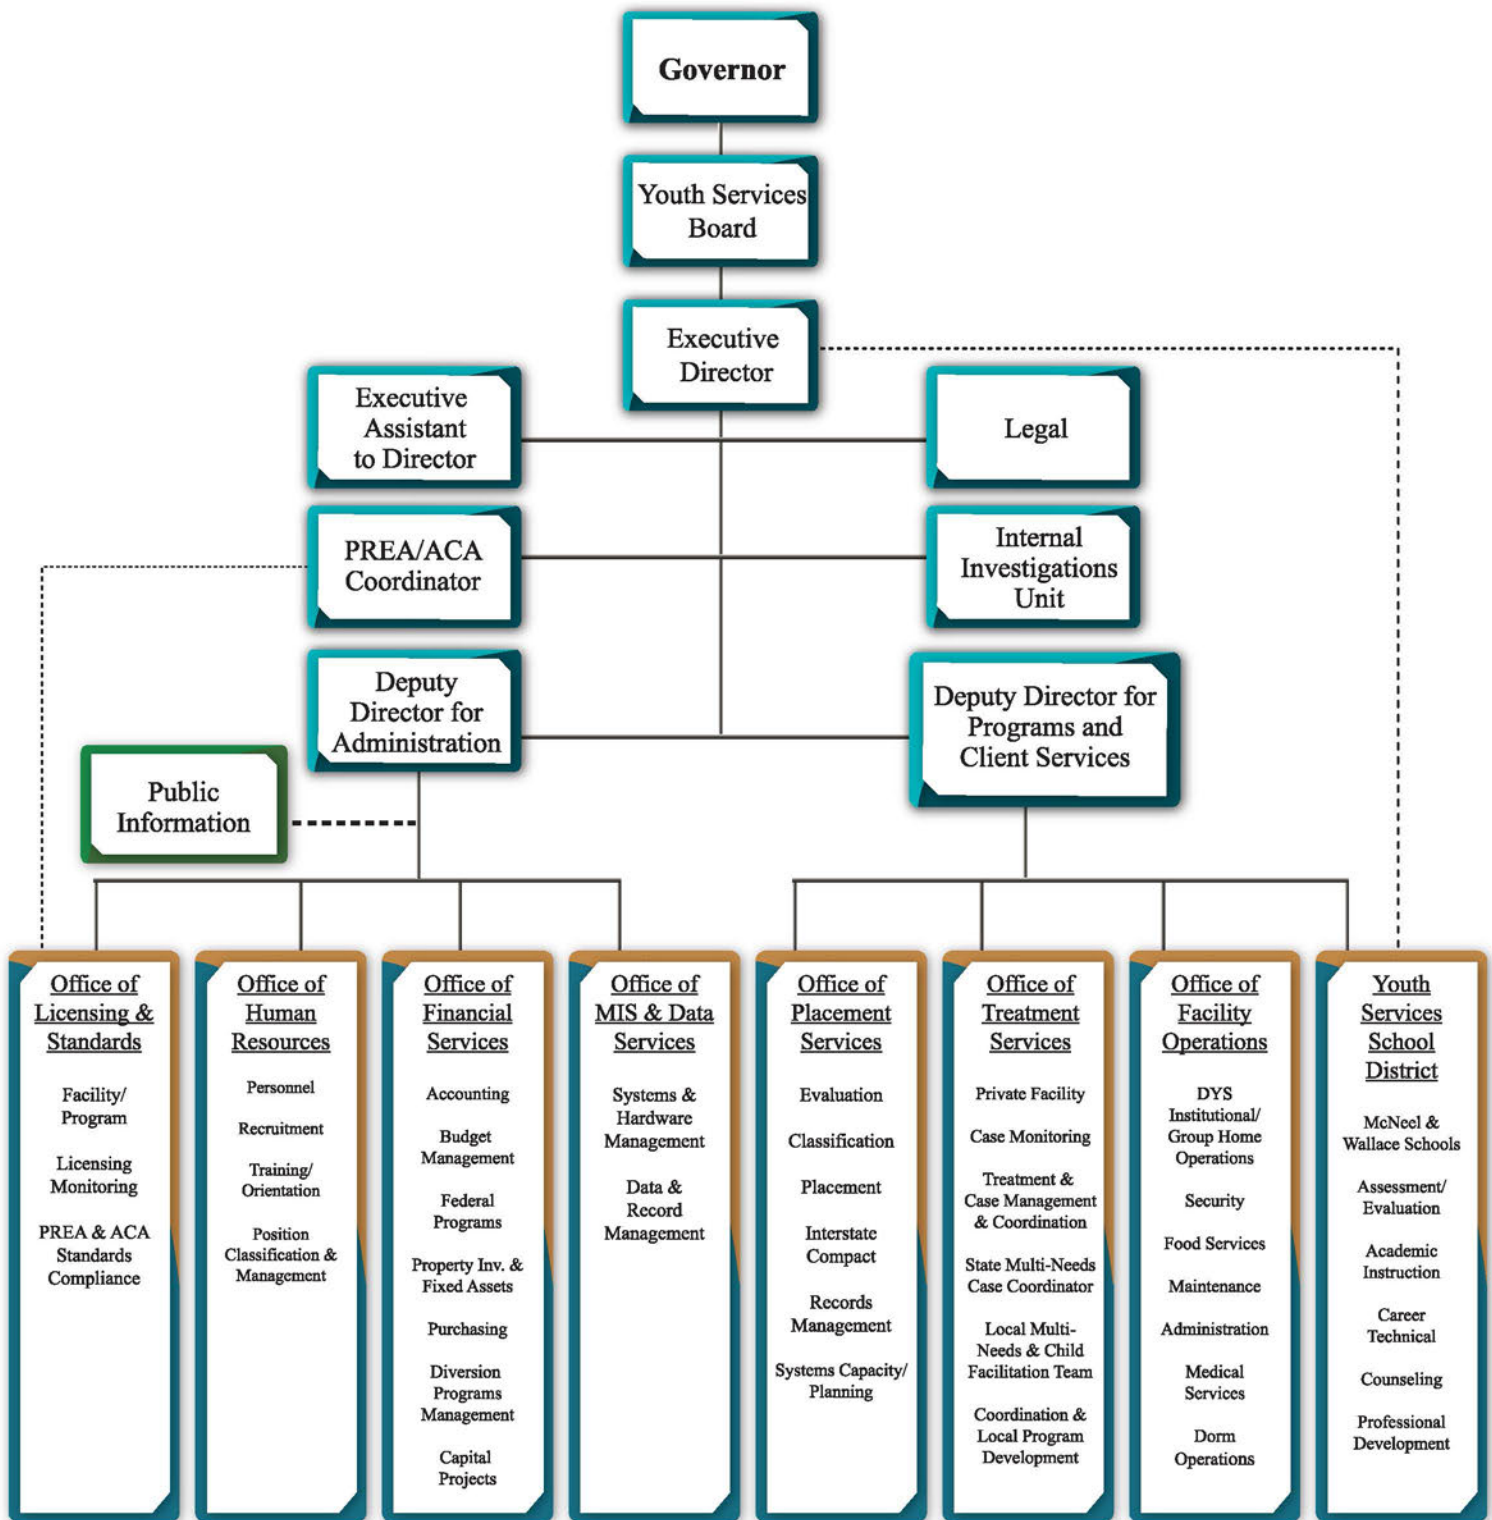 Governor
Youth Services
Board
Executive
Director
Executive
Assistant
to Director
Legal
PREA/ACA
Coordinator
Internal
Investigations
Unit
Deputy
Director for
Administration
Deputy Director for
Programs and
Client Services
Public
Information
Office of
Licensing &
Standards
Facility/
Program
Licensing
Monitoring
PREA & ACA
Standards
Compliance
Office of
Human
Resources
Personnel
Recruitment
Training/
Orientation
Position
Classification &
Management
Office of
Financial
Services
Accounting
Budget
Management
Federal
Programs
Property Inv. &
Fixed Assets
Purchasing
Diversion
Programs
Management
Capital
Projects
Office of
MIS & Data
Services
Systems &
Hardware
Management
Data &
Record
Management
Office of
Placement
Services
Evaluation
Classification
Placement
Interstate
Compact
Records
Management
Systems Capacity/
Planning
Office of
Treatment
Services
Private Facility
Case Monitoring
Treatment &
Case Management
& Coordination
State Multi-Needs
Case Coordinator
Local Multi-
Needs & Child
Facilitation Team
Coordination &
Local Program
Development
Office of
Facility
Operations
DYS
Institutional/
Group Home
Operations
Security
Food Services
Maintenance
Administration
Medical
Services
Dorm
Operations
Youth
Services
School
District
McNeel &
Wallace Schools
Assessment/
Evaluation
Academic
Instruction
Career
Technical
Counseling
Professional
Development